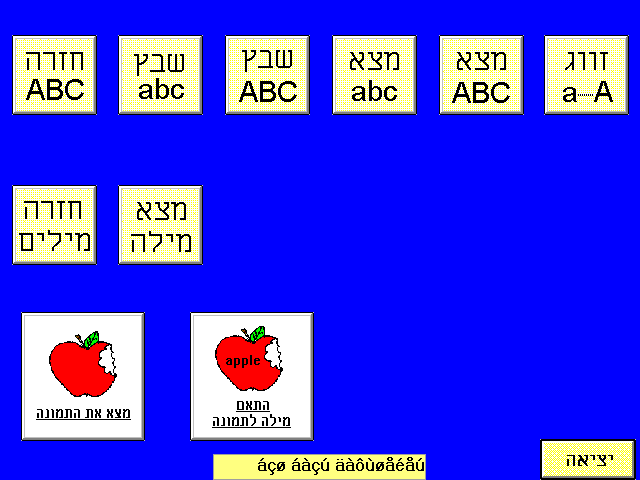 זווג
a---A
מצא
ABC
מצא
abc
שבץ
ABC
שבץ
abc
חזרה
ABC
מצא
מילה
חזרה
מילים
apple
התאם
מילה לתמונה
מצא את התמונה
יציאה
áçø áàçú äàôùøåéåú